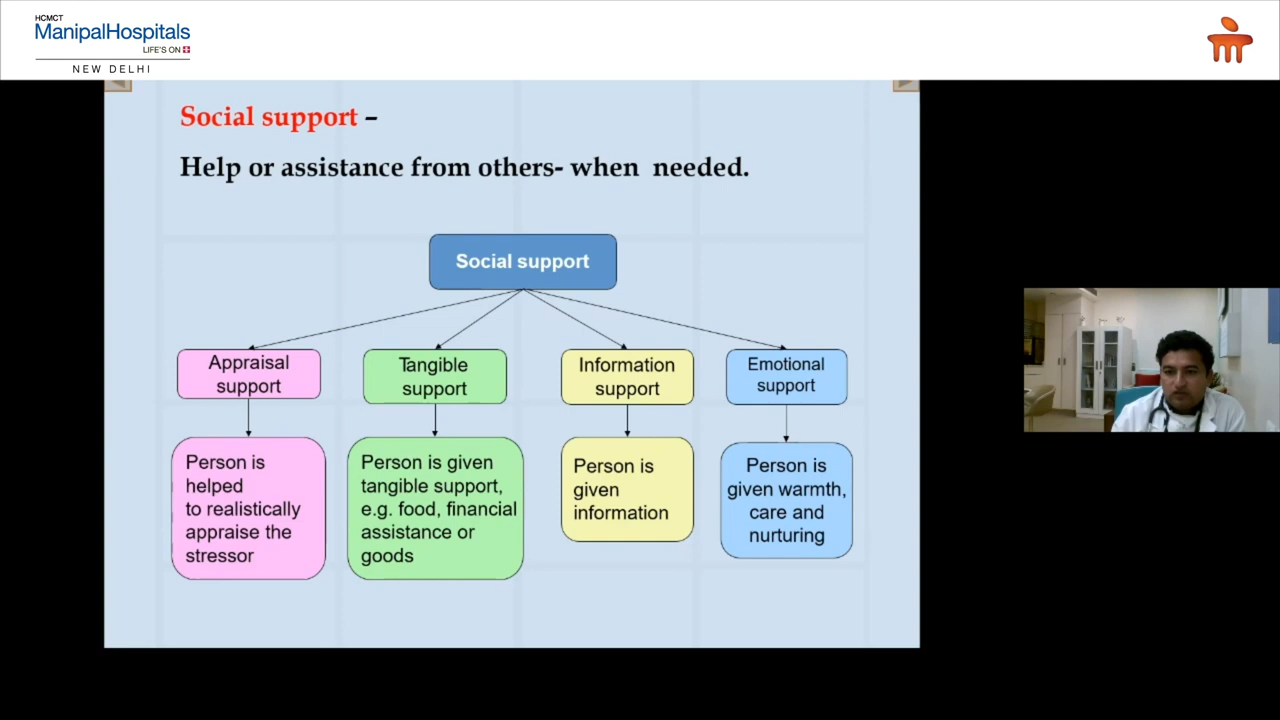 HCMCT
ManipalHospitals
LIFE'S ON
NEW DELHI
Social support –
Help or assistance from others- when needed.
Social support
Appraisal
support
Tangible
support
Information
support
Emotional
support
Person is
helped
to realistically
appraise the
stressor
Person is given
tangible support,
e.g. food, financial
assistance or
goods
Person is
given
information
Person is
given warmth,
care and
nurturing